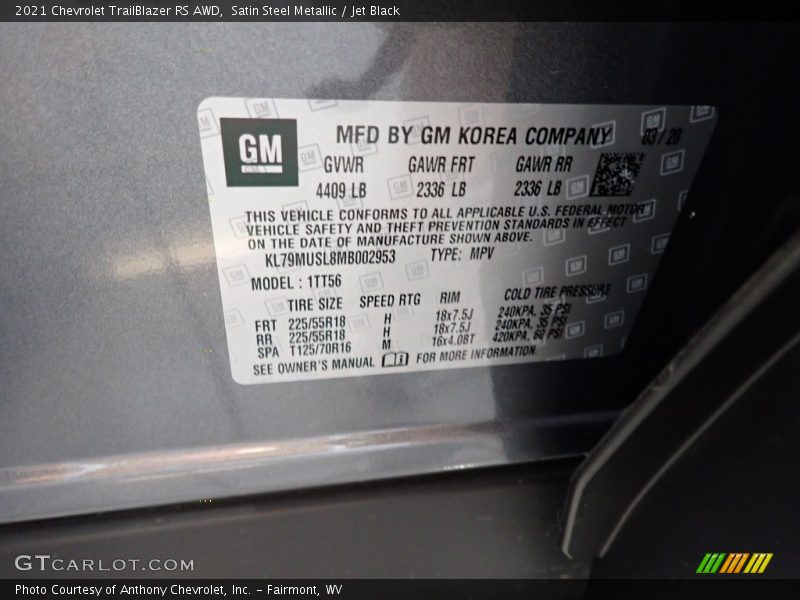 2021 Chevrolet TrailBlazer RS AWD,  Satin Steel Metallic / Jet Black
GM
MFD BY GM KOREA COMPANY 03/20
GVWR GAWR FRT GAWR RR
4409 LB 2336 LB 2336 LB
THIS VEHICLE CONFORMS TO ALL APPLICABLE U.S. FEDERAL MOTOR
VEHICLE SAFETY AND THEFT PREVENTION STANDARDS IN EFFECT
ON THE DATE OF MANUFACTURE SHOWN ABOVE.
KL79MUSL8MB002953 TYPE: MPV
MODEL : 1TT56
TIRE SIZE SPEED RTG RIM COLD TIRE PRESSURE
FRT 225/55R18 H 18x7.5J 240KPA, 35 PSI
RR 225/55R18 H 18x7.5J 240KPA, 35 PSI
SPA T125/70R16 M 16x4.0BT 420KPA, 60 PSI
SEE OWNER'S MANUAL FOR MORE INFORMATION.
GTCARLOT.COM
Photo Courtesy of Anthony Chevrolet, Inc. – Fairmont, WV